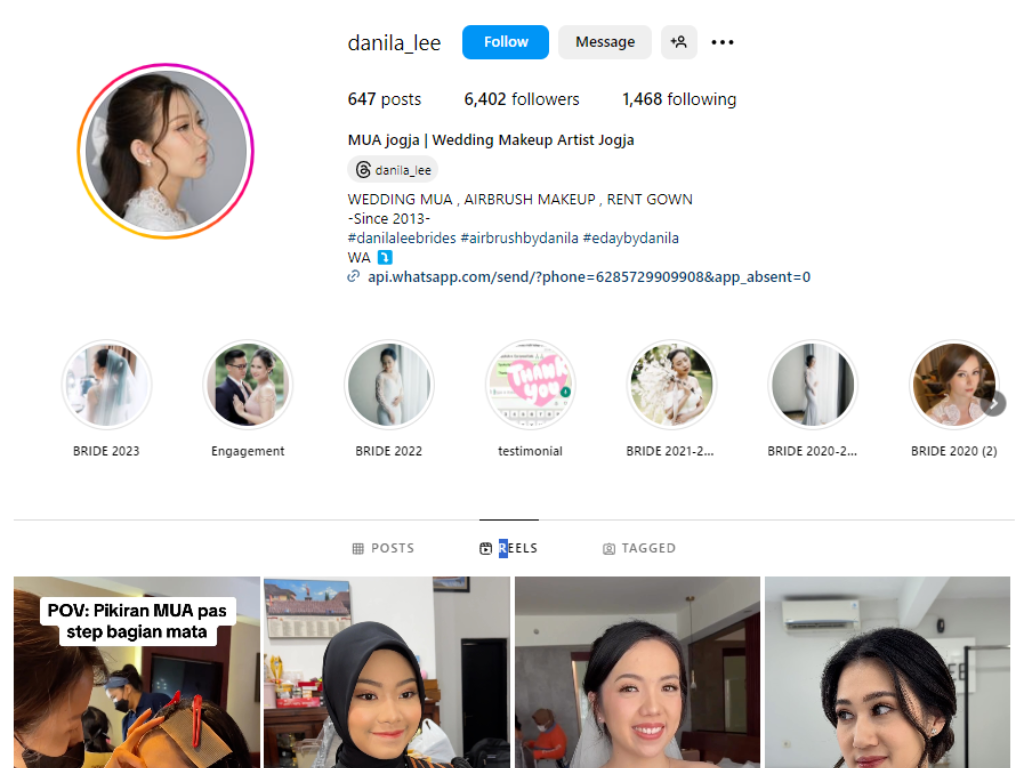 danila_lee Follow Message
647 posts 6,402 followers 1,468 following
MUA jogja | Wedding Makeup Artist Jogja
danila_lee
WEDDING MUA , AIRBRUSH MAKEUP , RENT GOWN
-Since 2013-
#danilaleebrides #airbrushbydanila #edaybydanila
WA
api.whatsapp.com/send/?phone=6285729909908&app_absent=0
THANK
YOU
BRIDE 2023 Engagement BRIDE 2022 testimonial BRIDE 2021-2... BRIDE 2020-2... BRIDE 2020 (2)
POSTS REELS TAGGED
POV: Pikiran MUA pas
step bagian mata